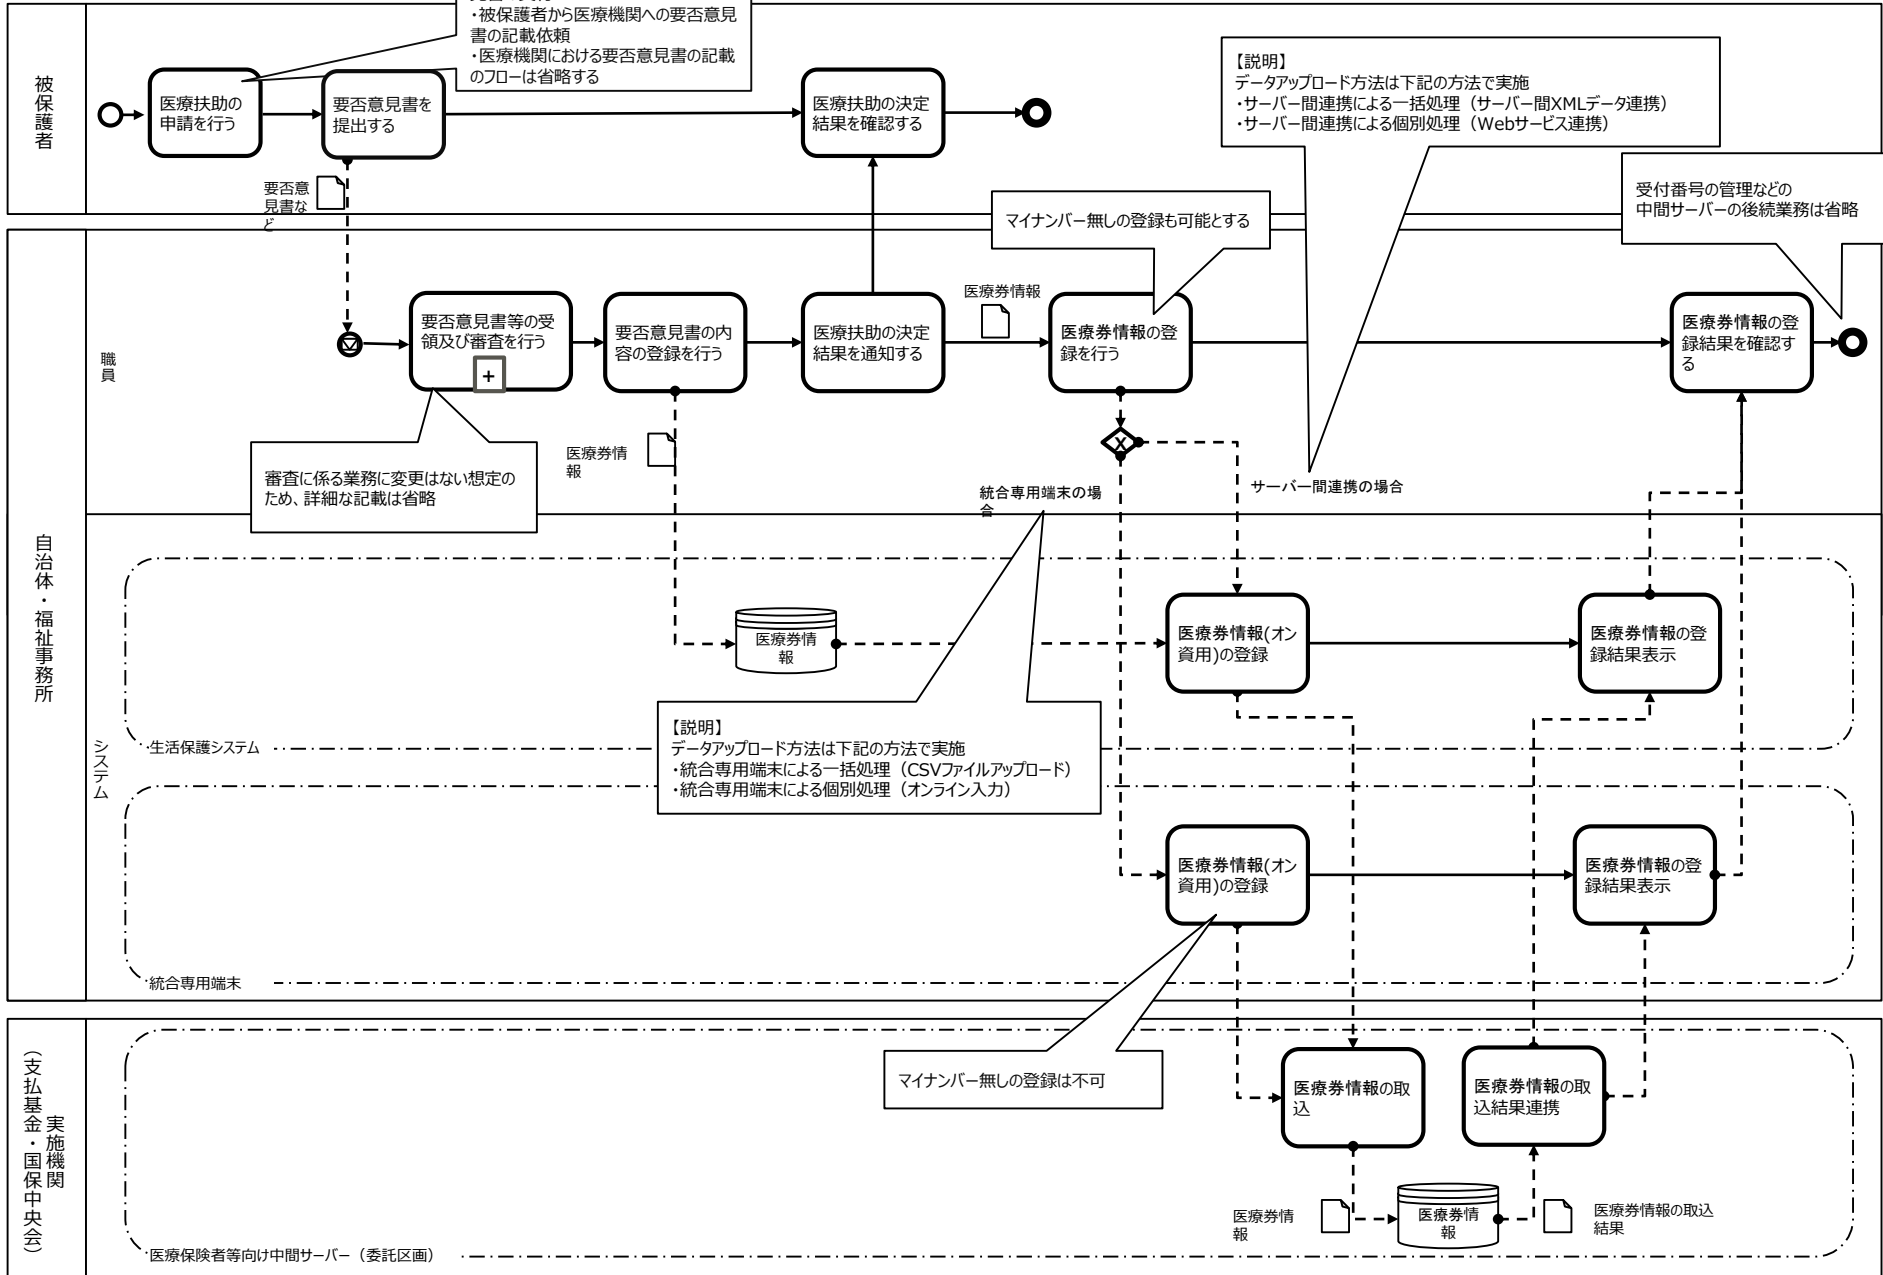 ・被保護者から医療機関への要否意見
書の記載依頼
・医療機関における要否意見書の記載
のフローは省略する
【説明】
データアップロード方法は下記の方法で実施
・サーバー間連携による一括処理（サーバー間XMLデータ連携）
・サーバー間連携による個別処理（Webサービス連携）
被保護者
医療扶助の
申請を行う
要否意見書を
提出する
医療扶助の決定
結果を確認する
要否意
見書な
ど
マイナンバー無しの登録も可能とする
受付番号の管理などの
中間サーバーの後続業務は省略
自治体・福祉事務所
職員
要否意見書等の受
領及び審査を行う
+
要否意見書の内
容の登録を行う
医療扶助の決定
結果を通知する
医療券情報
医療券情報の登
録を行う
医療券情報の登
録結果を確認す
る
X
審査に係る業務に変更はない想定の
ため、詳細な記載は省略
医療券情
報
統合専用端末の場
合
サーバー間連携の場合
システム
医療券情
報
医療券情報(オン
資用)の登録
医療券情報の登
録結果表示
生活保護システム
【説明】
データアップロード方法は下記の方法で実施
・統合専用端末による一括処理（CSVファイルアップロード）
・統合専用端末による個別処理（オンライン入力）
医療券情報(オン
資用)の登録
医療券情報の登
録結果表示
統合専用端末
実施機関
（支払基金・国保中央会）
マイナンバー無しの登録は不可
医療券情報の取
込
医療券情報の取
込結果連携
医療券情
報
医療券情
報
医療券情報の取込
結果
医療保険者等向け中間サーバー（委託区画）